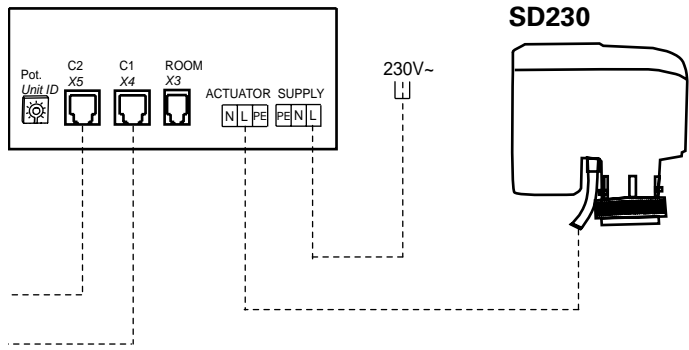 SD230
C2 C1 ROOM
Pot. X5 X4 X3
Unit ID
230V~
ACTUATOR SUPPLY
N L PE PE N L